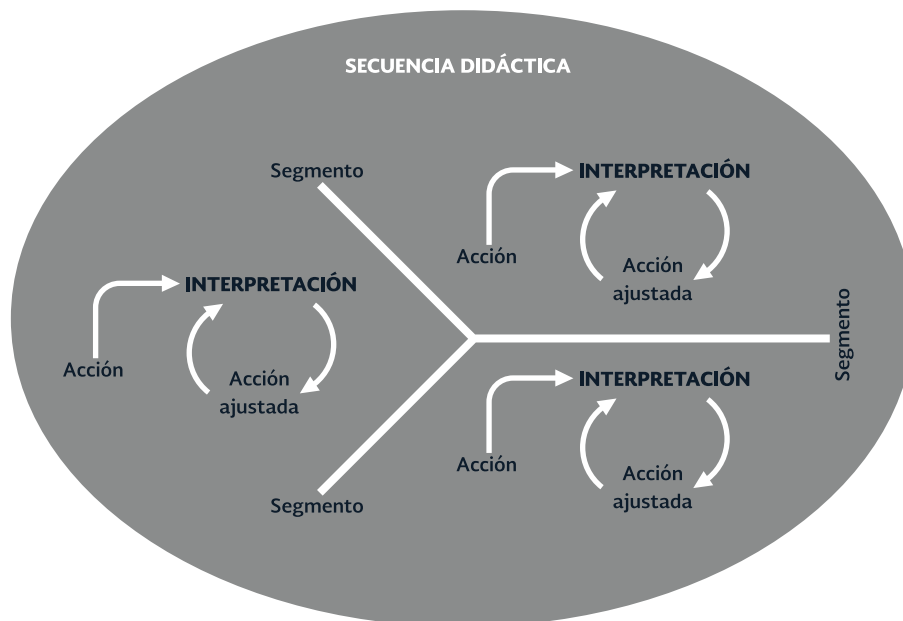 SECUENCIA DIDÁCTICA
Segmento
INTERPRETACIÓN
Acción
Acción
ajustada
INTERPRETACIÓN
Acción
Acción
ajustada
Segmento
INTERPRETACIÓN
Acción
Acción
ajustada
Segmento